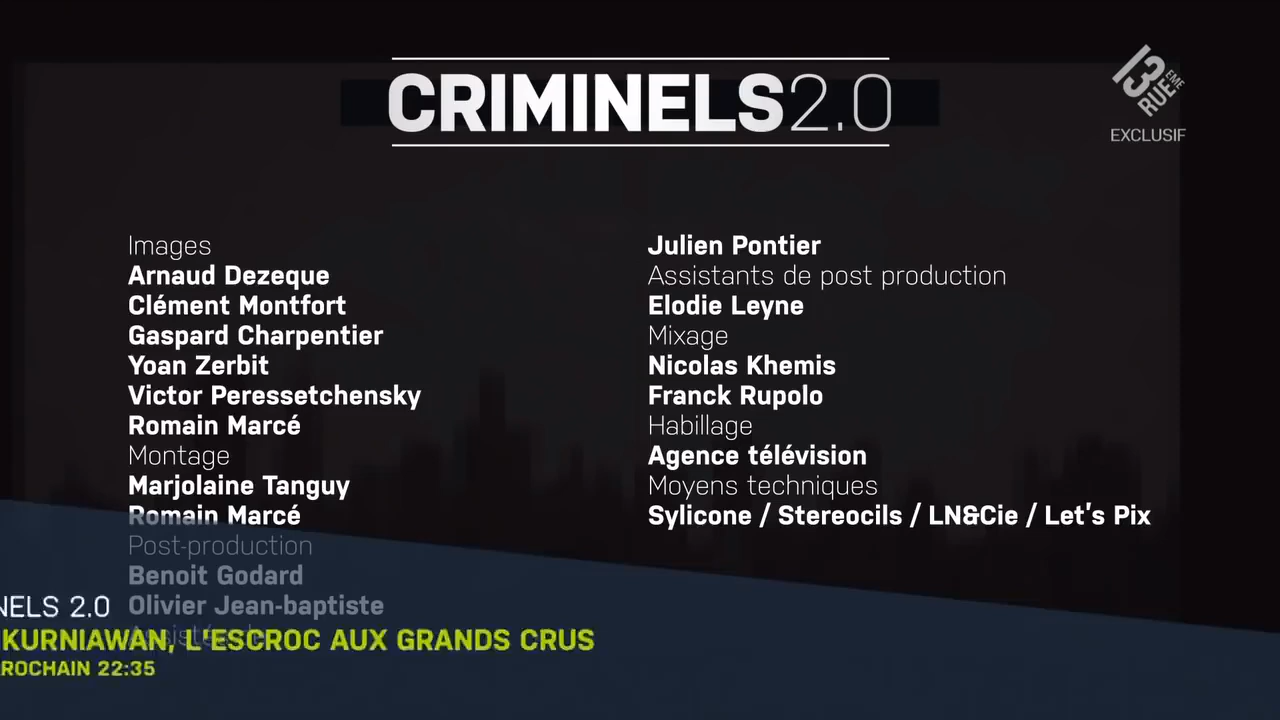 CRIMINELS2.0
13EME
RUE
EXCLUSIF
Images
Arnaud Dezeque
Clément Montfort
Gaspard Charpentier
Yoan Zerbit
Victor Peressetchensky
Romain Marcé
Montage
Marjolaine Tanguy
Romain Marcé
Post-production
Benoit Godard
Olivier Jean-baptiste
Julien Pontier
Assistants de post production
Elodie Leyne
Mixage
Nicolas Khemis
Franck Rupolo
Habillage
Agence télévision
Moyens techniques
Sylicone / Stereocils / LN&Cie / Let's Pix
NELS 2.0
KURNIAWAN, L'ESCROC AUX GRANDS CRUS
ROCHAIN 22:35